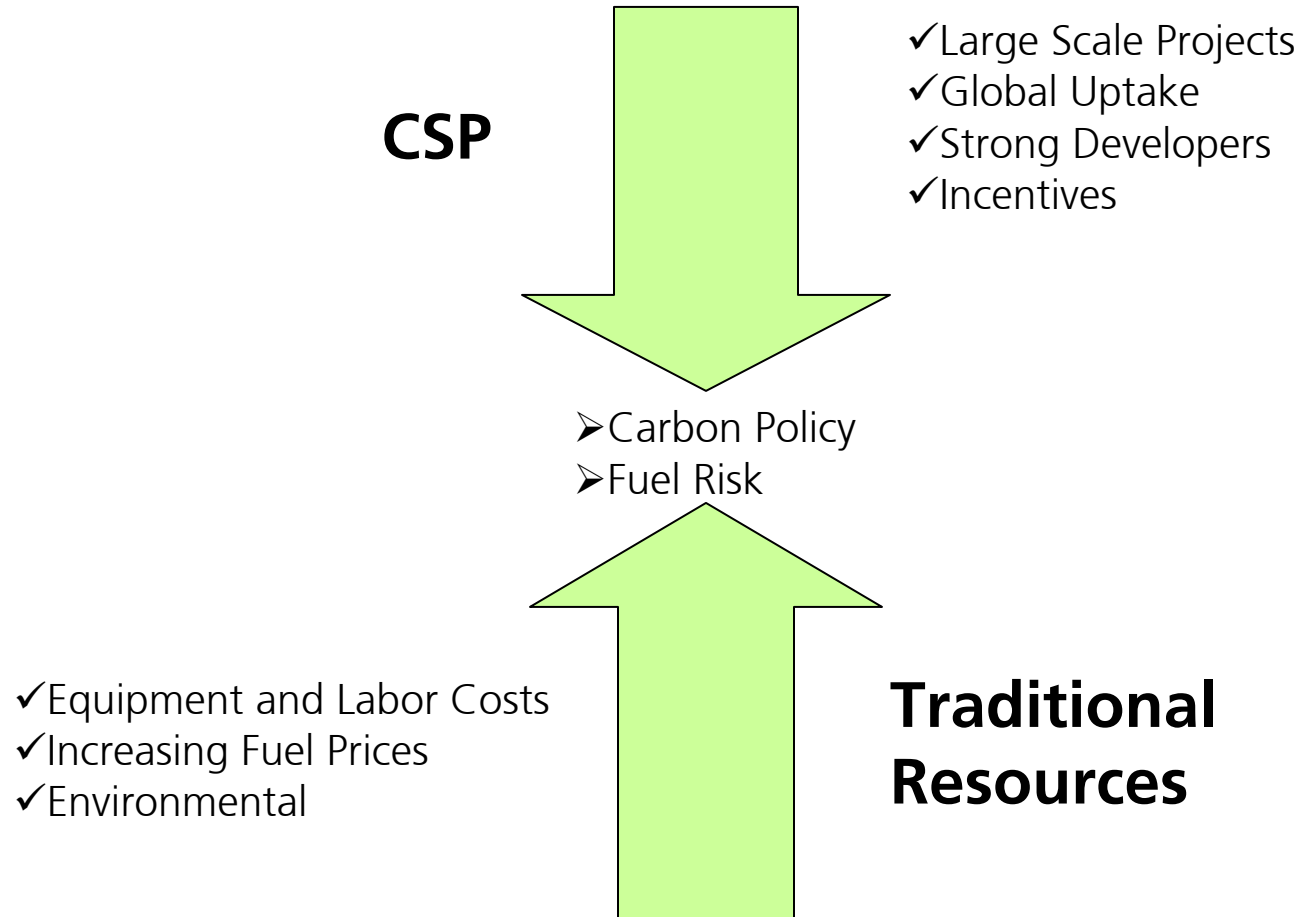 CSP
✓Large Scale Projects
✓Global Uptake
✓Strong Developers
✓Incentives
➢Carbon Policy
➢Fuel Risk
✓Equipment and Labor Costs
✓Increasing Fuel Prices
✓Environmental
Traditional
Resources